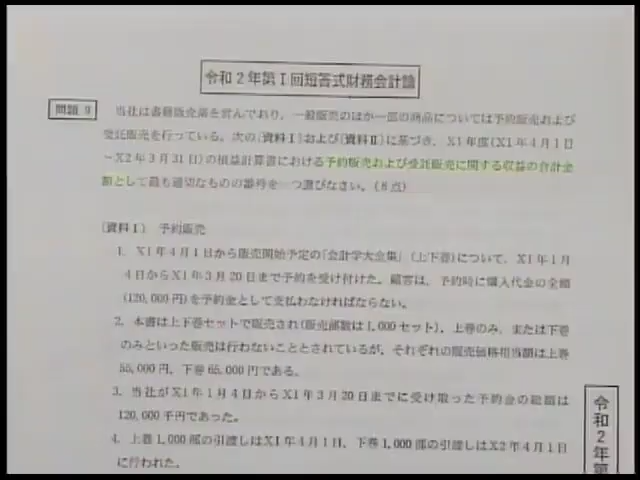 令和2年第Ⅰ回短答式財務会計論
問題 9
当社は書籍販売業を営んでおり、一般販売のほか一部の商品については予約販売および
受託販売を行っている。次の〔資料Ⅰ〕および〔資料Ⅱ〕に基づき、X1年度(X1年4月1日
~X2年3月31日)の損益計算書における予約販売および受託販売に関する収益の合計金
額として最も適切なものの番号を一つ選びなさい。(8点)
〔資料Ⅰ〕 予約販売
1. X1年4月1日から販売開始予定の「会計学大全集」(上下巻)について、X1年1月
4日からX1年3月20日まで予約を受け付けた。顧客は、予約時に購入代金の全額
(120,000円)を予約金として支払わなければならない。
2. 本書は上下巻セットで販売され(販売部数は1,000セット)、上巻のみ、または下巻
のみといった販売は行わないこととされているが、それぞれの販売価格相当額は上巻
55,000円、下巻65,000円である。
3. 当社がX1年1月4日からX1年3月20日までに受け取った予約金の総額は
120,000千円であった。
4. 上巻1,000部の引渡しはX1年4月1日、下巻1,000部の引渡しはX2年4月1日
に行われた。
令和2年第